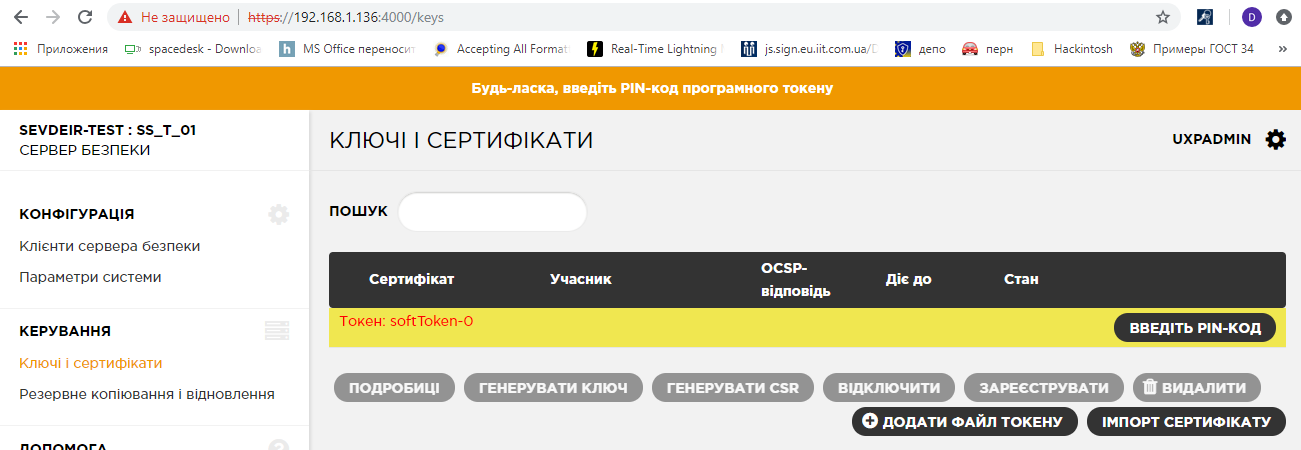 Не защищено | https://192.168.1.136:4000/keys
D
Приложения spacedesk - Downloa MS Office переносит Accepting All Format Real-Time Lightning js.sign.eu.iit.com.ua/ депо перн Hackintosh Примеры ГОСТ 34 »
Будь-ласка, введіть PIN-код програмного токену
SEVDEIR-TEST : SS_T_01
СЕРВЕР БЕЗПЕКИ
КЛЮЧІ І СЕРТИФІКАТИ
UXPADMIN
КОНФІГУРАЦІЯ
Клієнти сервера безпеки
Параметри системи
КЕРУВАННЯ
Ключі і сертифікати
Резервне копіювання і відновлення
ДОПОМОГА
ПОШУК
Сертифікат Учасник OCSP- Діє до Стан
відповідь
Токен: softToken-0
ВВЕДІТЬ PIN-КОД
ПОДРОБИЦІ ГЕНЕРУВАТИ КЛЮЧ ГЕНЕРУВАТИ CSR ВІДКЛЮЧИТИ ЗАРЕЄСТРУВАТИ ВИДАЛИТИ
ДОДАТИ ФАЙЛ ТОКЕНУ ІМПОРТ СЕРТИФІКАТУ